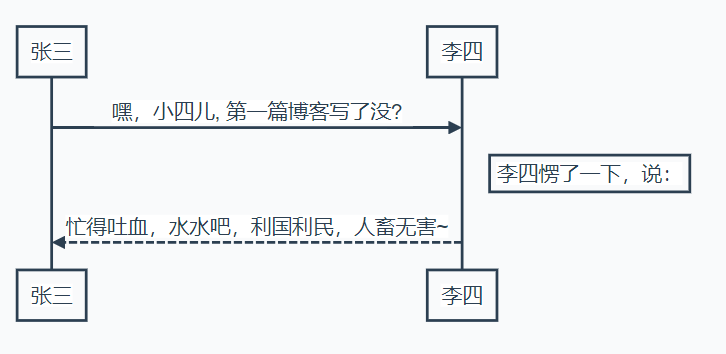 张三
李四
嘿，小四儿, 第一篇博客写了没?
李四愣了一下，说：
忙得吐血，水水吧，利国利民，人畜无害~
张三
李四